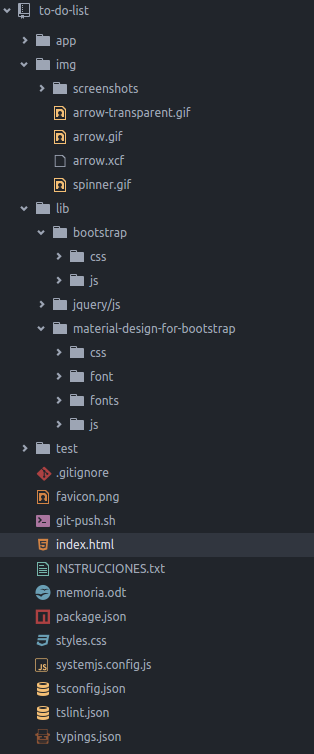 to-do-list
app
img
screenshots
arrow-transparent.gif
arrow.gif
arrow.xcf
spinner.gif
lib
bootstrap
css
js
jquery/js
material-design-for-bootstrap
css
font
fonts
js
test
.gitignore
favicon.png
git-push.sh
index.html
INSTRUCCIONES.txt
memoria.odt
package.json
styles.css
systemjs.config.js
tsconfig.json
tslint.json
typings.json